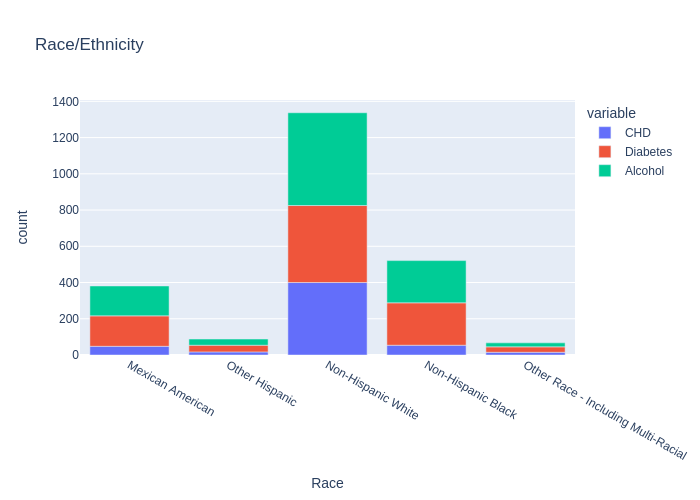 Race/Ethnicity
1400
1200
1000
800
600
400
200
0
count
Mexican American
Other Hispanic
Non-Hispanic White
Non-Hispanic Black
Other Race - Including Multi-Racial
Race
variable
CHD
Diabetes
Alcohol